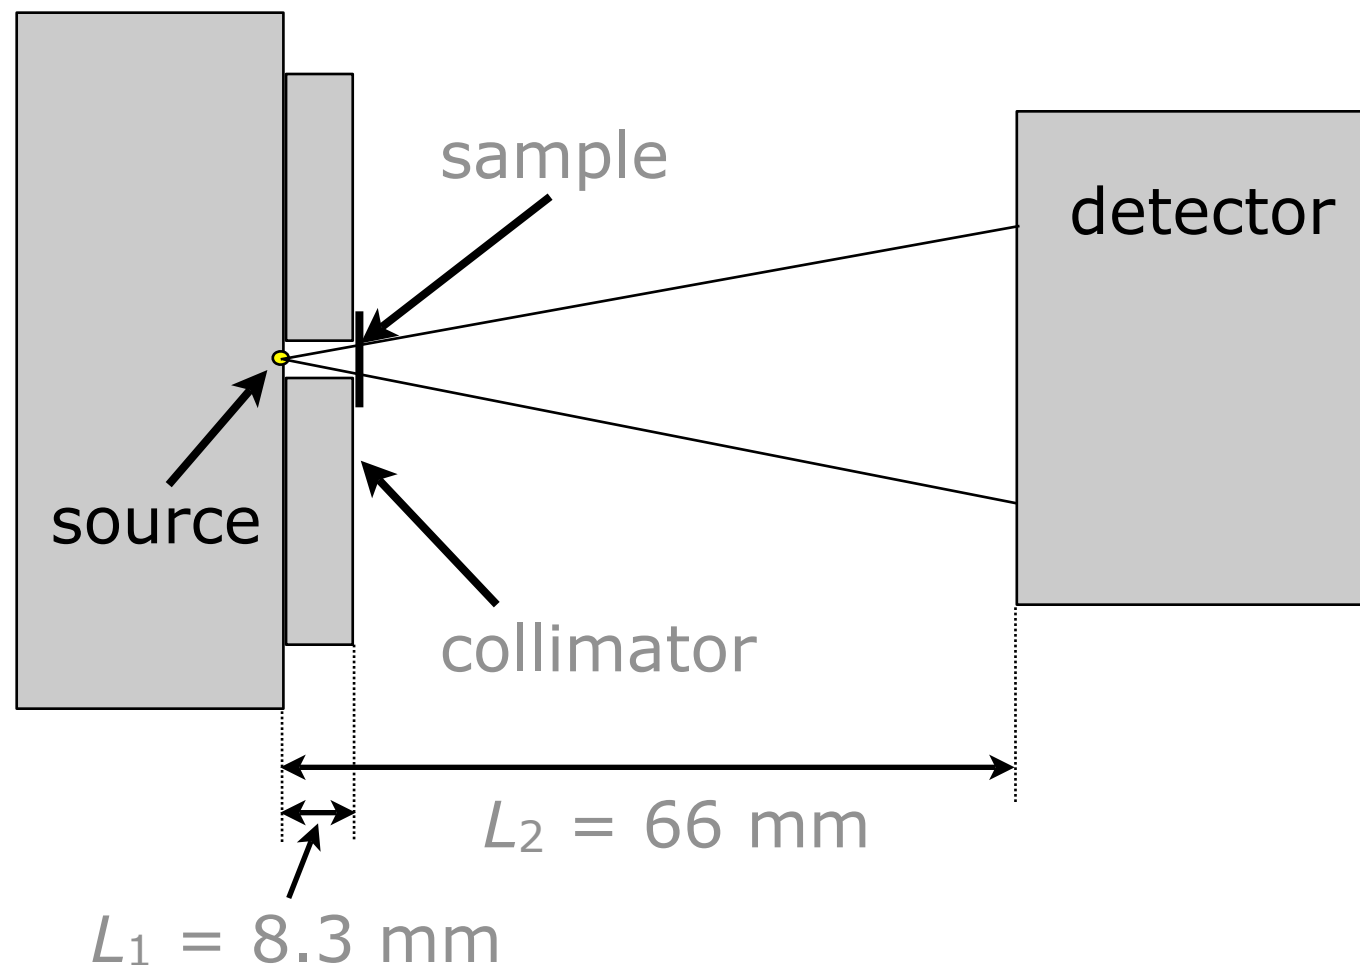 sample
detector
source
collimator
L₂ = 66 mm
L₁ = 8.3 mm